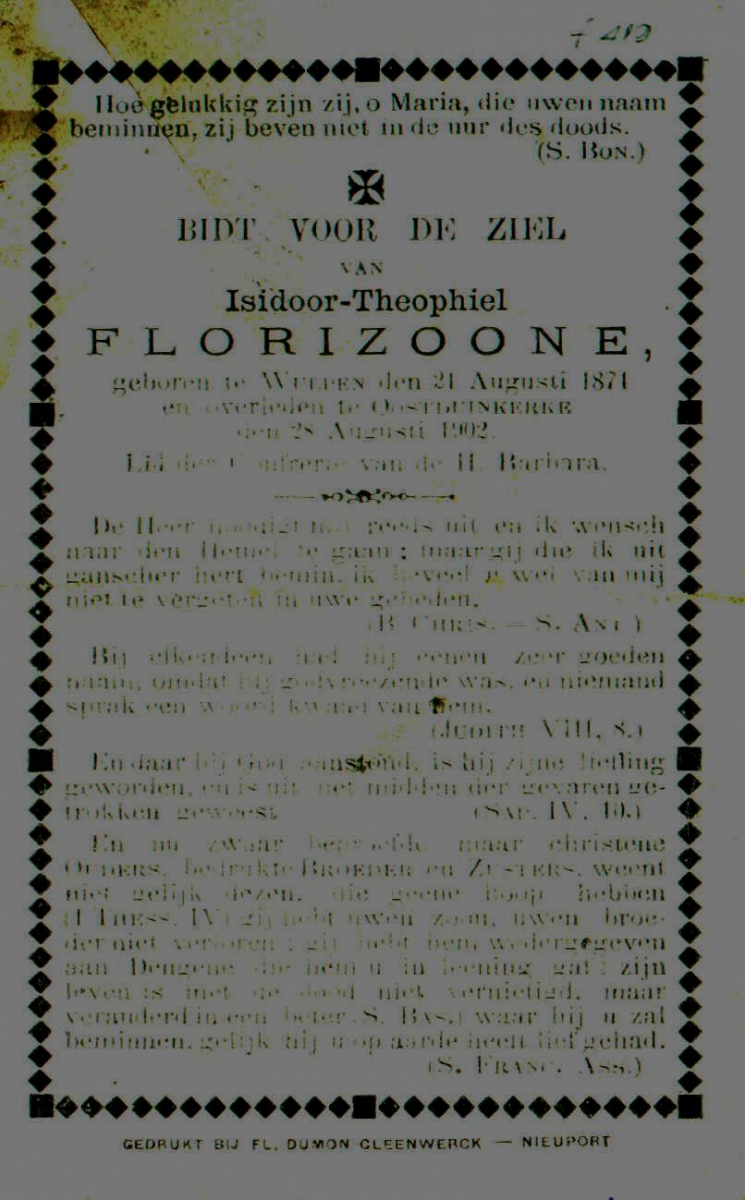 Hoe gelukkig zijn zij, o Maria, die uwen naam
beminnen, zij beven niet in de uur des doods.
(S. Bon.)
BIDT VOOR DE ZIEL
VAN
Isidoor-Theophiel
FLORIZOONE,
geboren te Wulpen den 21 Augusti 1871
en overleden te Oostduinkerke
den 28 Augusti 1902.
Lid der Confrerie van de H. Barbara.
De Heer noodigt mij reeds uit en ik wensch
naar den Hemel te gaan ; maar gij die ik uit
ganscher hert bemin, ik beveel u wel van mij
niet te vergeten in uwe gebeden.
(B. Chris. — S. Ant.)
Bij elkendeen had hij eenen zeer goeden
naam, omdat hij godvreezende was, en niemand
sprak een woord kwaad van hem.
(Judith VIII, 8.)
En daar hij God aanstond, is hij zijne lieveling
geworden, en is uit het midden der gevaren ge-
trokken geweest. (Sap. IV, 10.)
En nu zwaar beproefde maar christene
Ouders, bedrukte Broeder en Zusters, weent
niet gelijk dezen, die geene hoop hebben
(I Thess. IV) gij hebt uwen zoon, uwen broe-
der niet verloren ; gij hebt hem, wedergegeven
aan Dengene die hem u in leening gaf : zijn
leven is met de dood niet vernietigd, maar
veranderd in een beter (S. Bas.) waar hij u zal
beminnen, gelijk hij u op aarde heeft liefgehad.
(S. Franc. Ass.)
GEDRUKT BIJ FL. DUMON CLEENWERCK — NIEUPORT